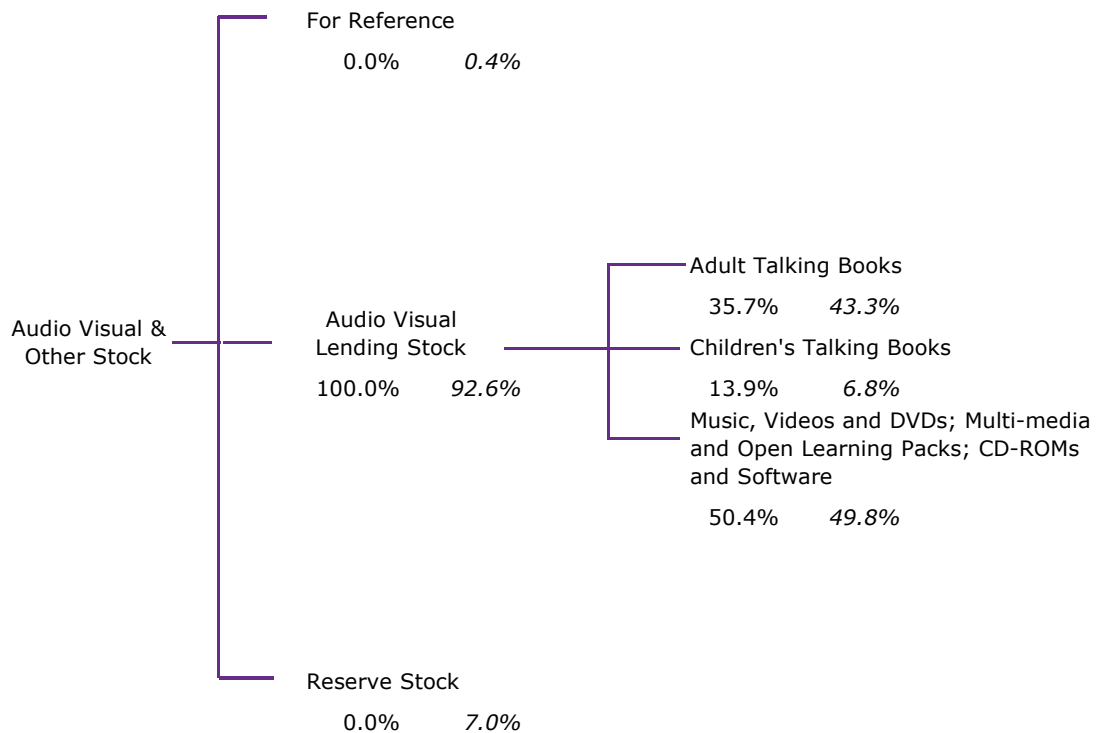 For Reference
0.0% 0.4%
Audio Visual &
Other Stock
Audio Visual
Lending Stock
100.0% 92.6%
Adult Talking Books
35.7% 43.3%
Children's Talking Books
13.9% 6.8%
Music, Videos and DVDs; Multi-media
and Open Learning Packs; CD-ROMs
and Software
50.4% 49.8%
Reserve Stock
0.0% 7.0%